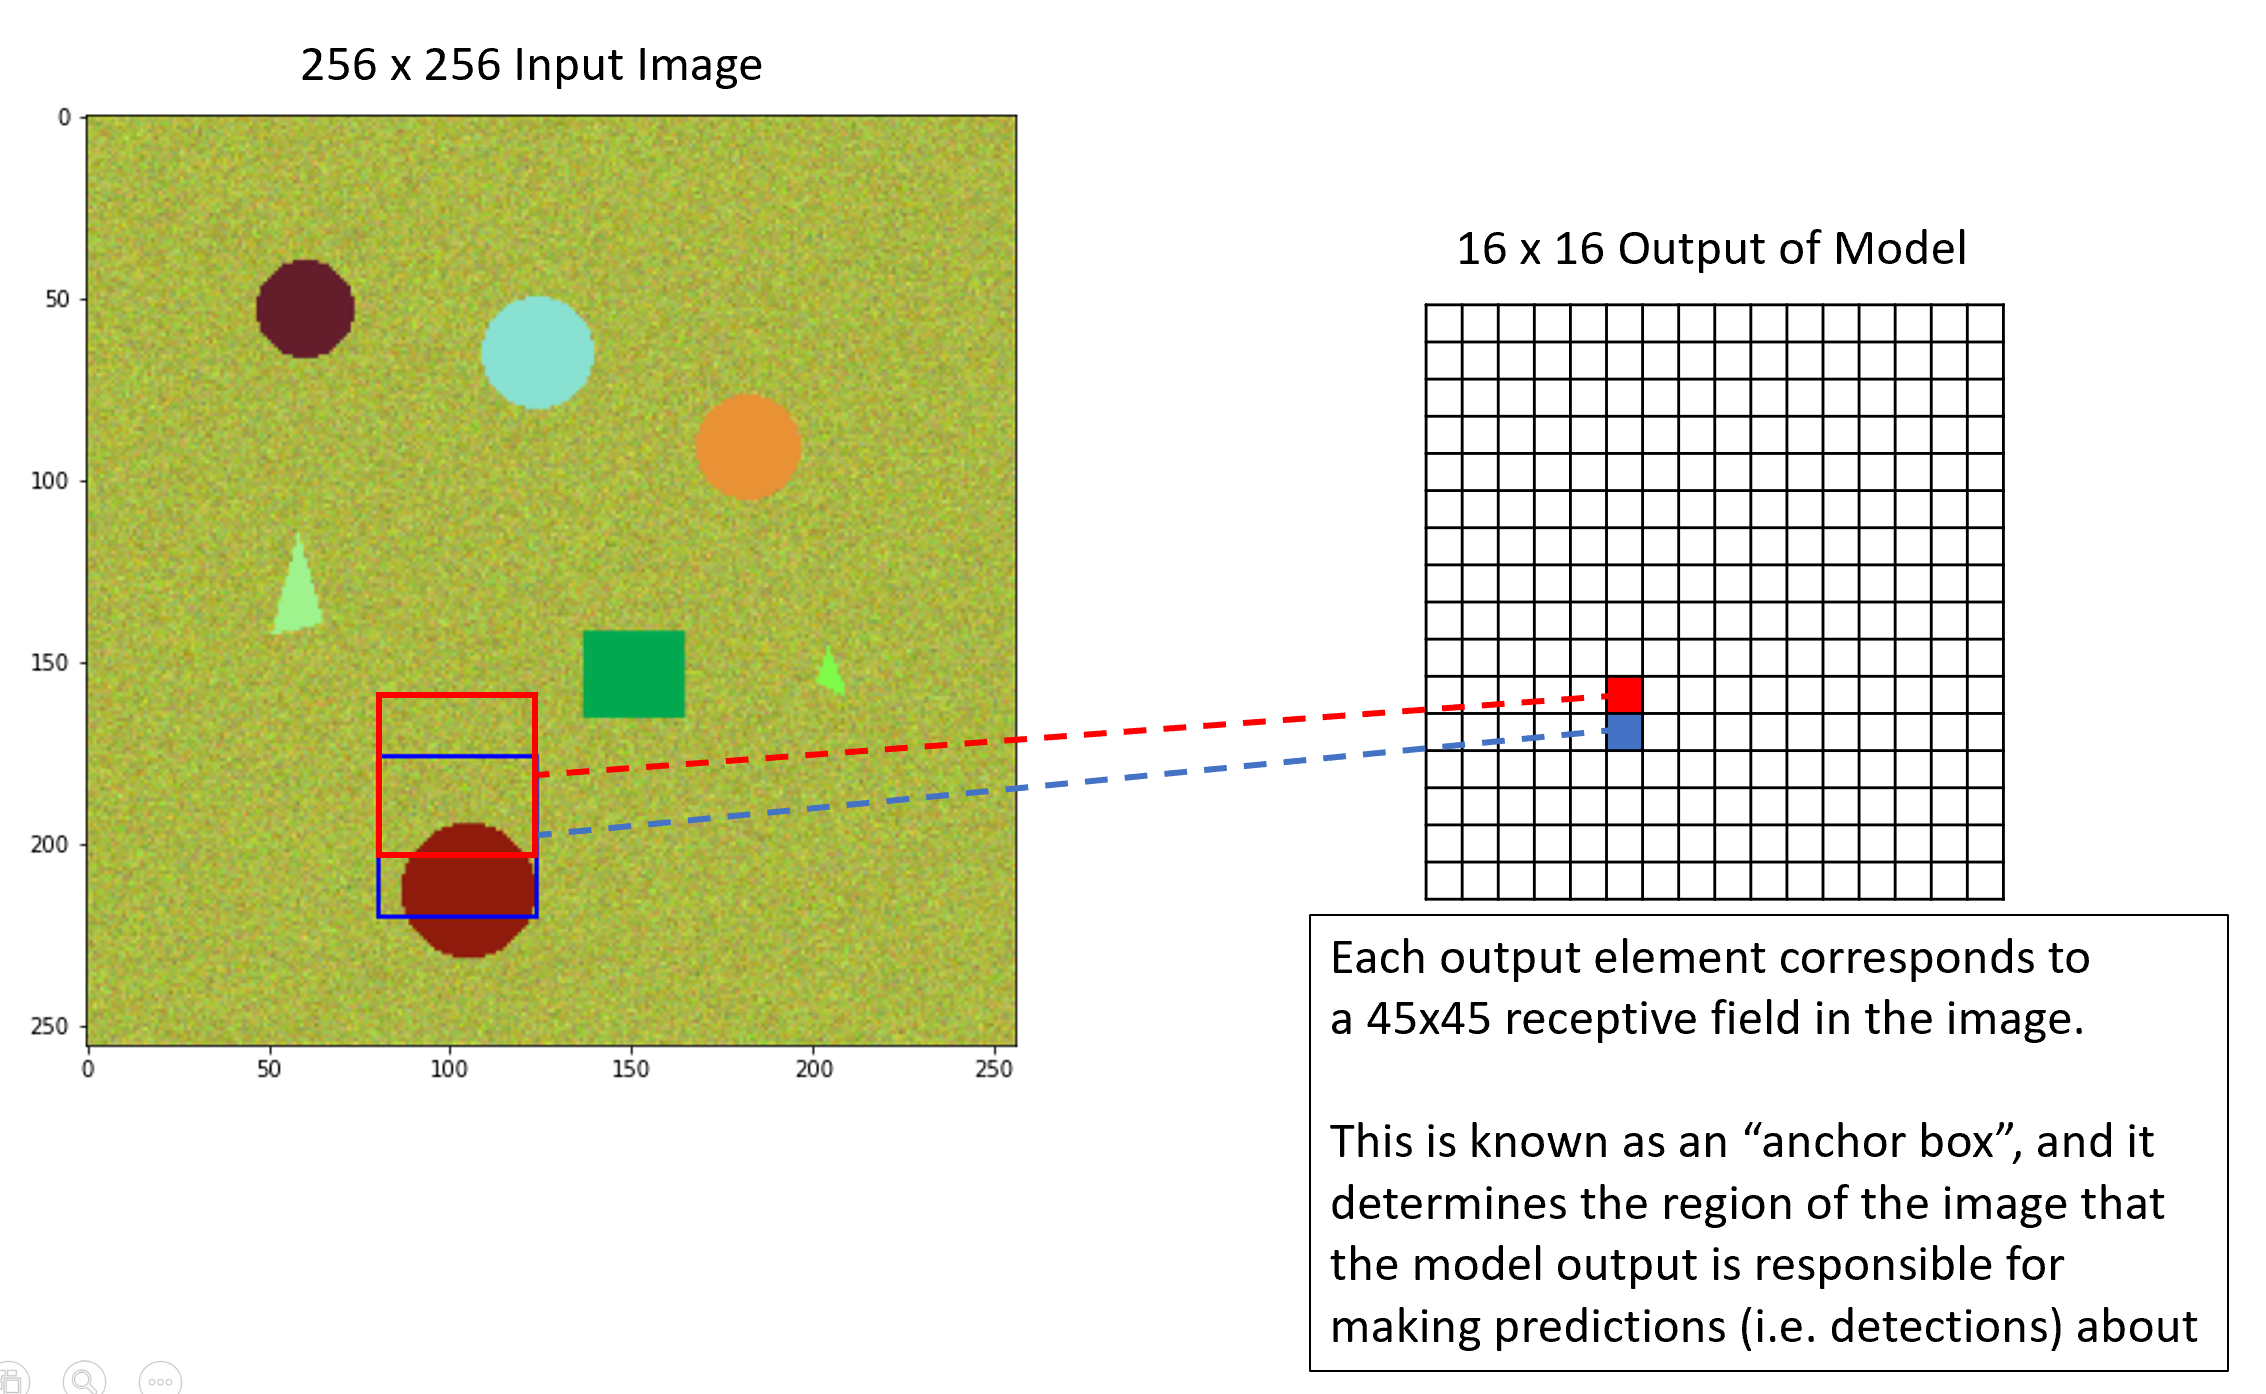 256 x 256 Input Image
0
50
100
150
200
250
0
50
100
150
200
250
16 x 16 Output of Model
Each output element corresponds to
a 45x45 receptive field in the image.
This is known as an “anchor box”, and it
determines the region of the image that
the model output is responsible for
making predictions (i.e. detections) about